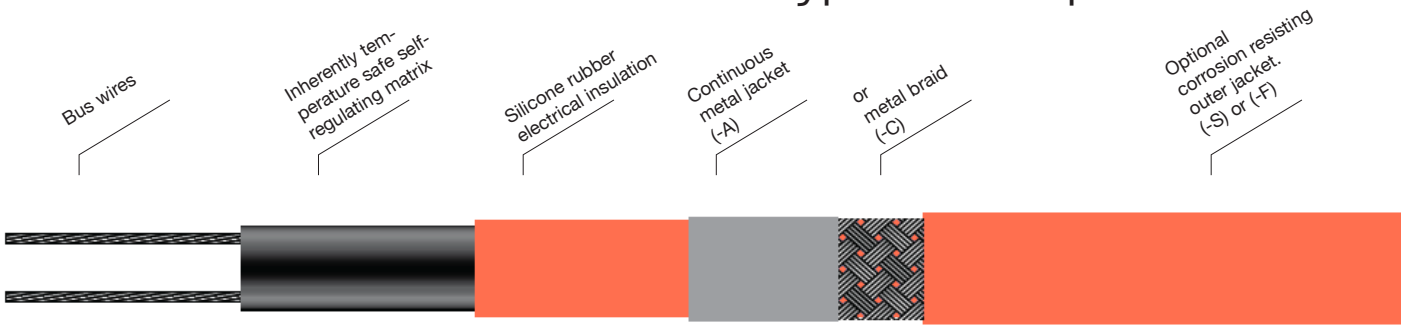 Bus wires
Inherently tem-
perature safe self-
regulating matrix
Silicone rubber
electrical insulation
Continuous
metal jacket
(-A)
or
metal braid
(-C)
Optional
corrosion resisting
outer jacket.
(-S) or (-F)